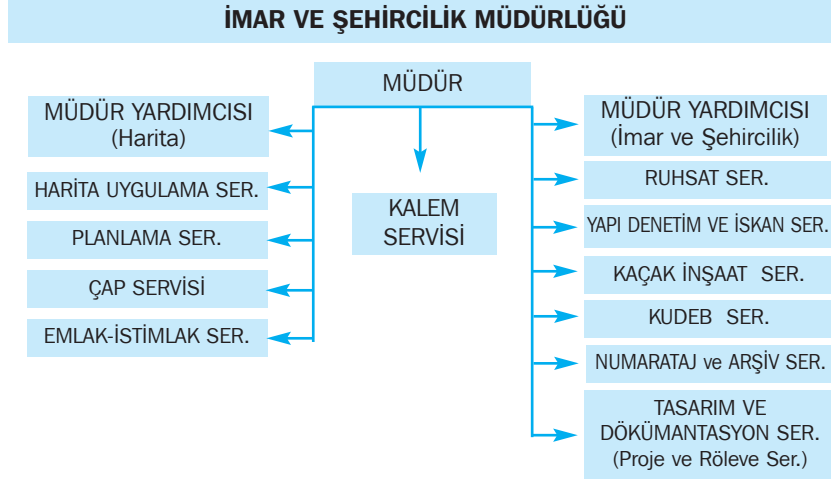 İMAR VE ŞEHİRCİLİK MÜDÜRLÜĞÜ
MÜDÜR
MÜDÜR YARDIMCISI
(Harita)
HARİTA UYGULAMA SER.
PLANLAMA SER.
ÇAP SERVİSİ
EMLAK-İSTİMLAK SER.
KALEM
SERVİSİ
MÜDÜR YARDIMCISI
(İmar ve Şehircilik)
RUHSAT SER.
YAPI DENETİM VE İSKAN SER.
KAÇAK İNŞAAT SER.
KUDEB SER.
NUMARATAJ ve ARŞİV SER.
TASARIM VE
DÖKÜMANTASYON SER.
(Proje ve Röleve Ser.)